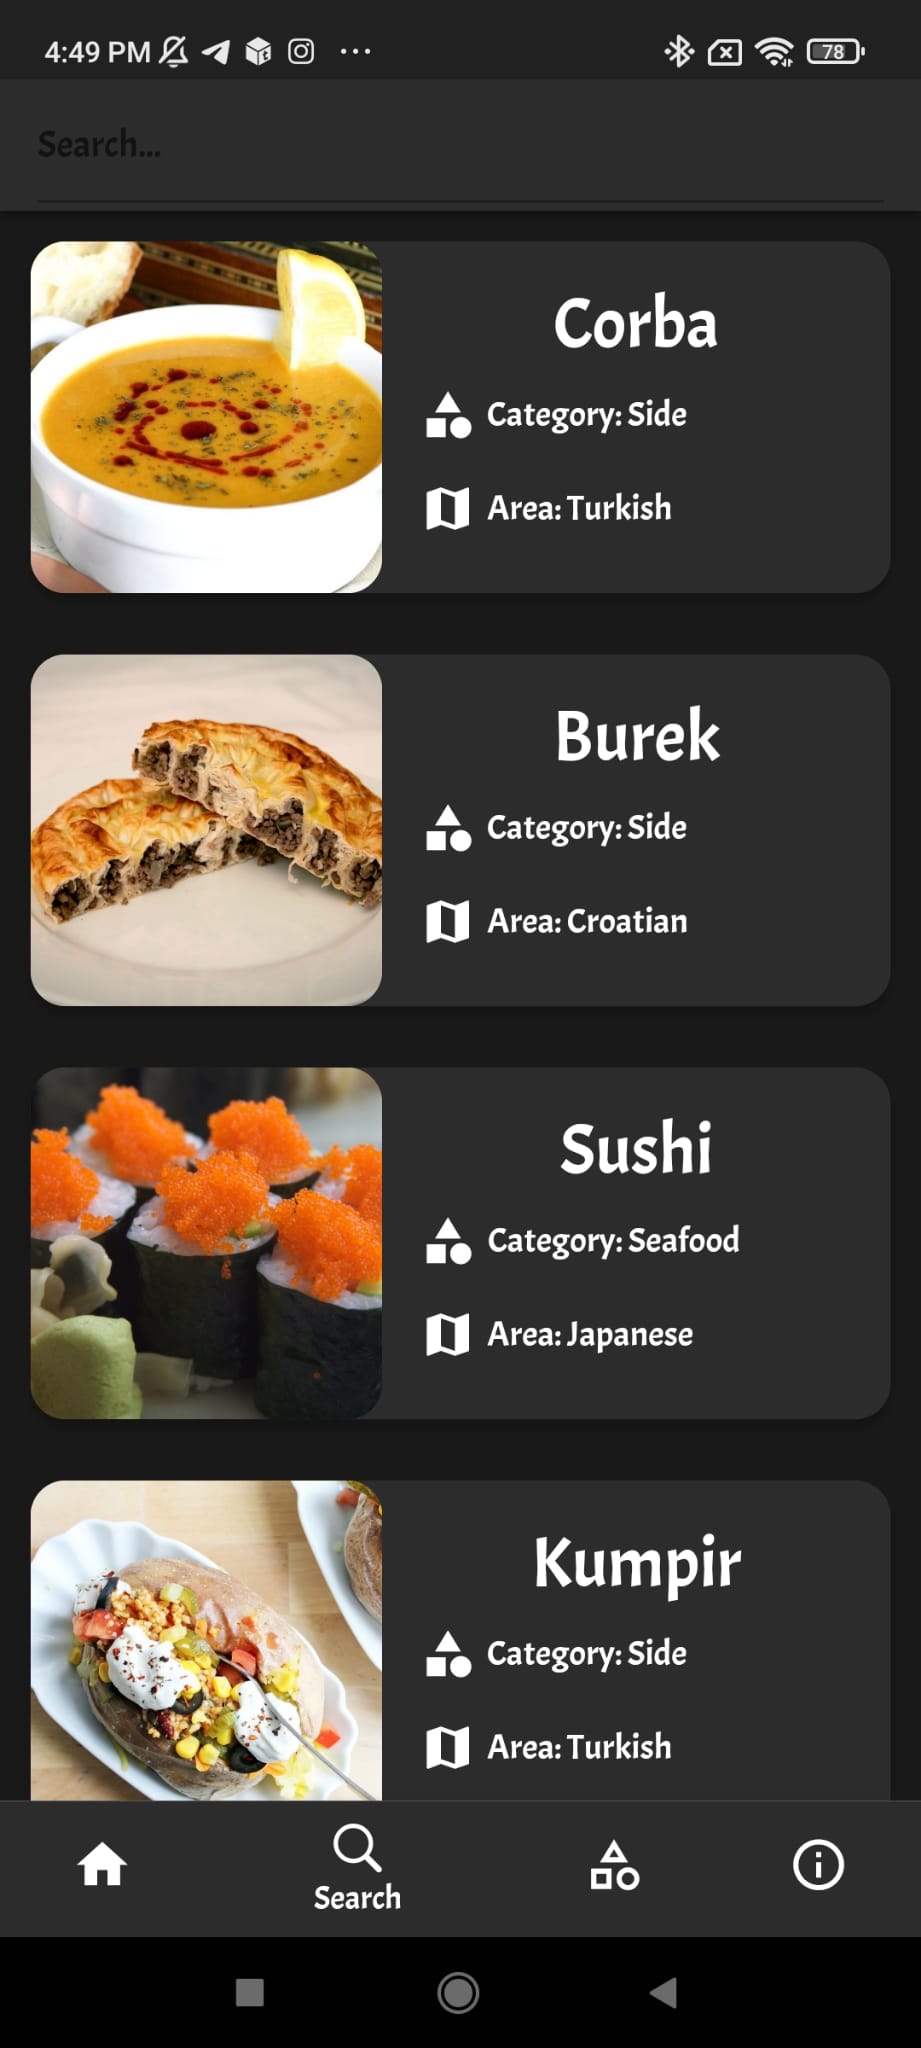 4:49 PM
78
Search...
Corba
Category: Side
Area: Turkish
Burek
Category: Side
Area: Croatian
Sushi
Category: Seafood
Area: Japanese
Kumpir
Category: Side
Area: Turkish
Search